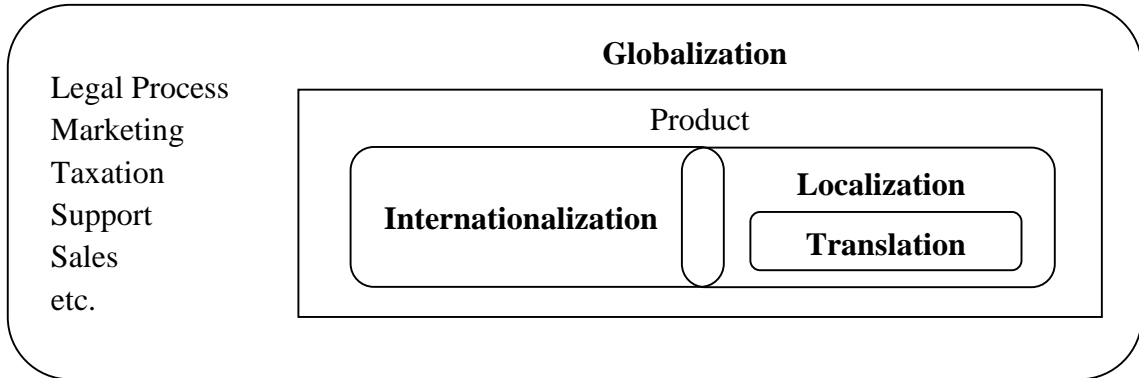 Globalization
Legal Process
Marketing
Taxation
Support
Sales
etc.
Product
Internationalization
Localization
Translation